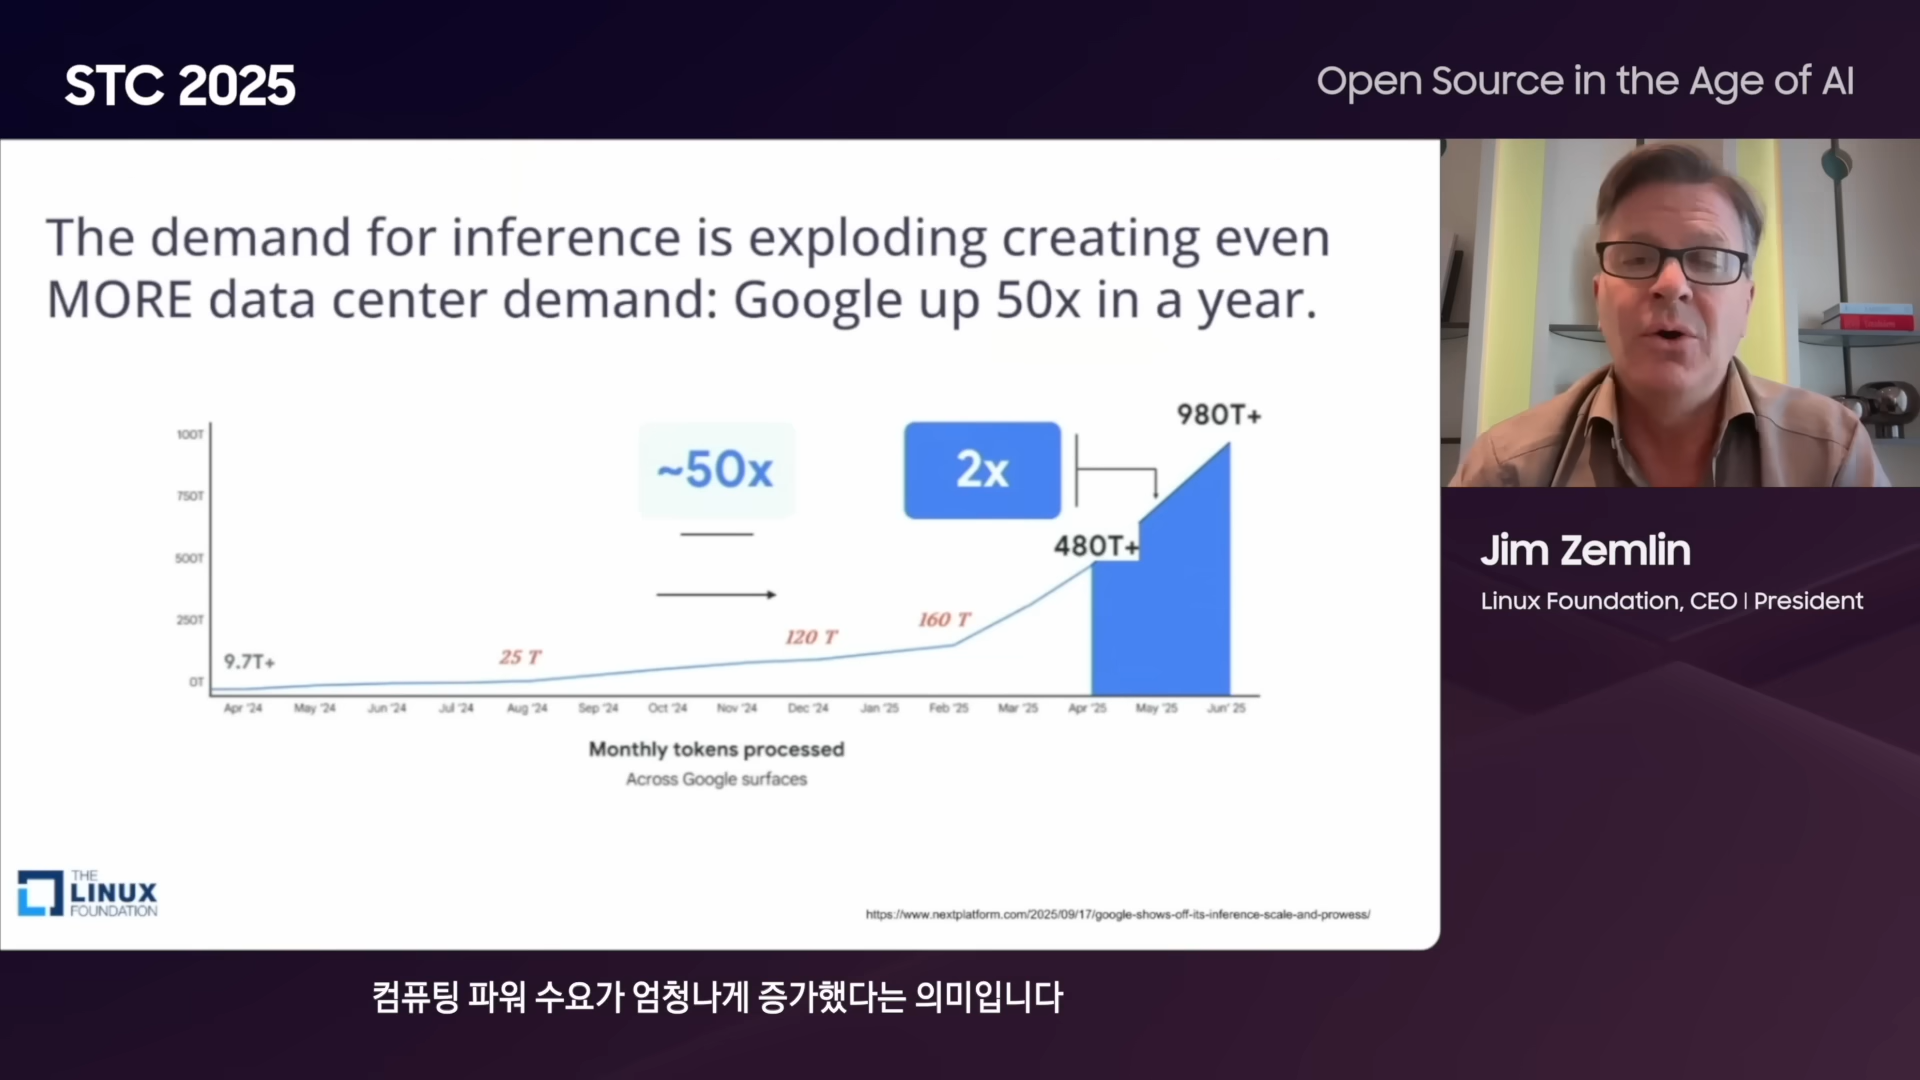 STC 2025
Open Source in the Age of AI
The demand for inference is exploding creating even
MORE data center demand: Google up 50x in a year.
100T
750T
500T
250T
0T
~50x
2x
980T+
480T+
160 T
120 T
25 T
9.7T+
Apr '24 May '24 Jun '24 Jul '24 Aug '24 Sep '24 Oct '24 Nov '24 Dec '24 Jan '25 Feb '25 Mar '25 Apr '25 May '25 Jun' 25
Monthly tokens processed
Across Google surfaces
THE
LINUX
FOUNDATION
https://www.nextplatform.com/2025/09/17/google-shows-off-its-inference-scale-and-prowess/
Jim Zemlin
Linux Foundation, CEO | President
컴퓨팅 파워 수요가 엄청나게 증가했다는 의미입니다